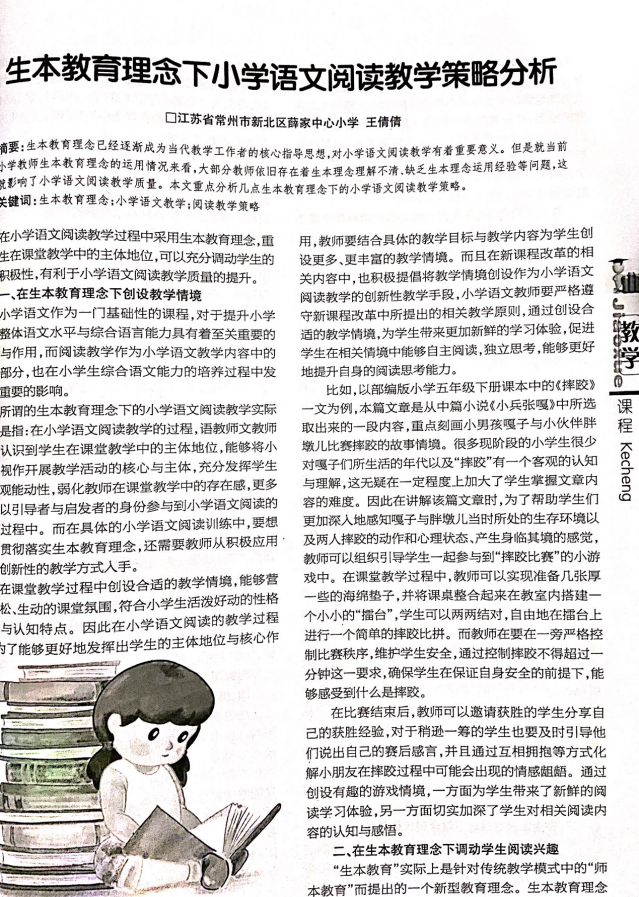 生本教育理念下小学语文阅读教学策略分析
□江苏省常州市新北区薛家中心小学 王倩倩
摘要:生本教育理念已经逐渐成为当代教学工作者的核心指导思想,对小学语文阅读教学有着重要意义。但是就当前
小学教师生本教育理念的运用情况来看,大部分教师依旧存在着生本理念理解不清、缺乏生本理念运用经验等问题,这
就影响了小学语文阅读教学质量。本文重点分析几点生本教育理念下的小学语文阅读教学策略。
关键词:生本教育理念;小学语文教学;阅读教学策略
在小学语文阅读教学过程中采用生本教育理念,重
生在课堂教学中的主体地位,可以充分调动学生的
积极性,有利于小学语文阅读教学质量的提升。
一、在生本教育理念下创设教学情境
小学语文作为一门基础性的课程,对于提升小学
整体语文水平与综合语言能力具有着至关重要的
与作用,而阅读教学作为小学语文教学内容中的
部分,也在小学生综合语文能力的培养过程中发
重要的影响。
所谓的生本教育理念下的小学语文阅读教学实际
是指:在小学语文阅读教学的过程,语教师文教师
认识到学生在课堂教学中的主体地位,能够将小
视作开展教学活动的核心与主体,充分发挥学生
观能动性,弱化教师在课堂教学中的存在感,更多
以引导者与启发者的身份参与到小学语文阅读的
过程中。而在具体的小学语文阅读训练中,要想
贯彻落实生本教育理念,还需要教师从积极应用
创新性的教学方式入手。
在课堂教学过程中创设合适的教学情境,能够营
松、生动的课堂氛围,符合小学生活泼好动的性格
与认知特点。因此在小学语文阅读的教学过程
为了能够更好地发挥出学生的主体地位与核心作
用,教师要结合具体的教学目标与教学内容为学生创
设更多、更丰富的教学情境。而且在新课程改革的相
关内容中,也积极提倡将教学情境创设作为小学语文
阅读教学的创新性教学手段,小学语文教师要严格遵
守新课程改革中所提出的相关教学原则,通过创设合
适的教学情境,为学生带来更加新鲜的学习体验,促进
学生在相关情境中能够自主阅读,独立思考,能够更好
地提升自身的阅读思考能力。
比如,以部编版小学五年级下册课本中的《摔跤》
一文为例,本篇文章是从中篇小说《小兵张嘎》中所选
取出来的一段内容,重点刻画小男孩嘎子与小伙伴胖
墩儿比赛摔跤的故事情境。很多现阶段的小学生很少
对嘎子们所生活的年代以及“摔跤”有一个客观的认知
与理解,这无疑在一定程度上加大了学生掌握文章内
容的难度。因此在讲解该篇文章时,为了帮助学生们
更加深入地感知嘎子与胖墩儿当时所处的生存环境以
及两人摔跤的动作和心理状态、产生身临其境的感觉,
教师可以组织引导学生一起参与到“摔跤比赛”的小游
戏中。在课堂教学过程中,教师可以实现准备几张厚
一些的海绵垫子,并将课桌整合起来在教室内搭建一
个小小的“擂台”,学生可以两两结对,自由地在擂台上
进行一个简单的摔跤比拼。而教师在要在一旁严格控
制比赛秩序,维护学生安全,通过控制摔跤不得超过一
分钟这一要求,确保学生在保证自身安全的前提下,能
够感受到什么是摔跤。
在比赛结束后,教师可以邀请获胜的学生分享自
己的获胜经验,对于稍逊一筹的学生也要及时引导他
们说出自己的赛后感言,并且通过互相拥抱等方式化
解小朋友在摔跤过程中可能会出现的情感龃龉。通过
创设有趣的游戏情境,一方面为学生带来了新鲜的阅
读学习体验,另一方面切实加深了学生对相关阅读内
容的认知与感悟。
二、在生本教育理念下调动学生阅读兴趣
“生本教育”实际上是针对传统教学模式中的“师
本教育”而提出的一个新型教育理念。生本教育理念
Jiaoxue
教学
课程 Kecheng